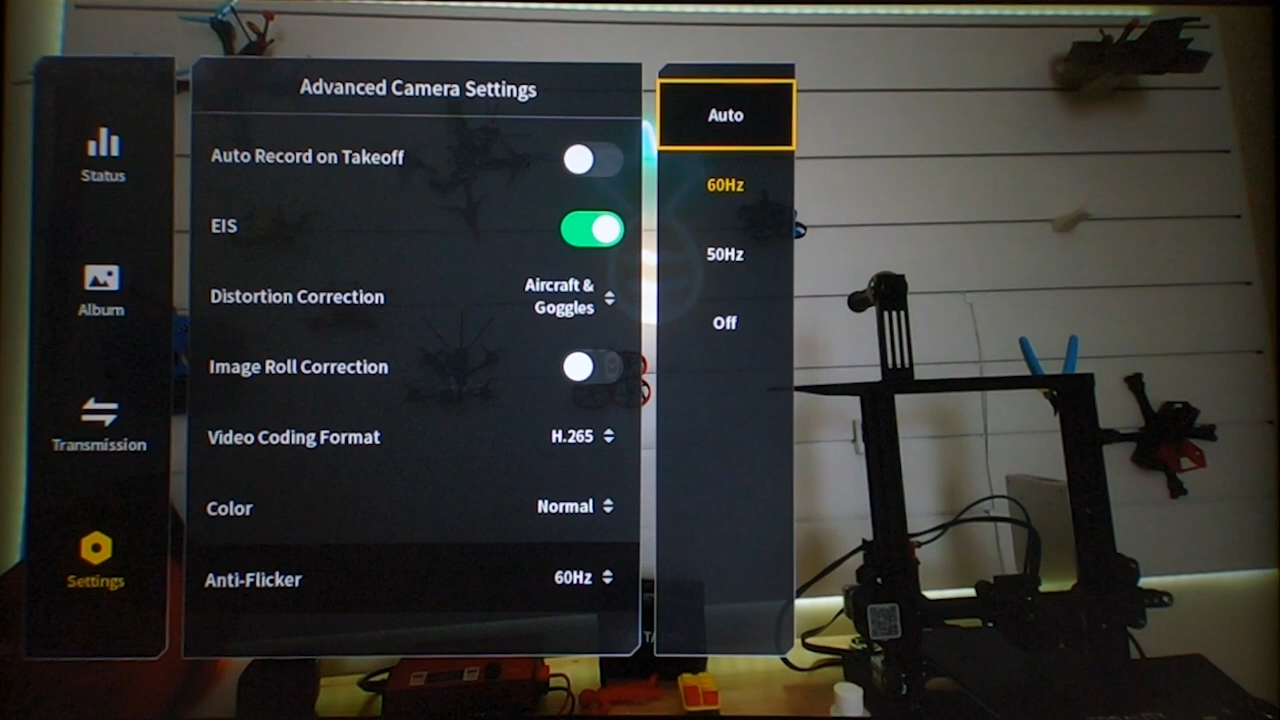 Advanced Camera Settings
Status
Album
Transmission
Settings
Auto Record on Takeoff
EIS
Distortion Correction
Aircraft &
Goggles
Image Roll Correction
Video Coding Format
H.265
Color
Normal
Anti-Flicker
60Hz
Auto
60Hz
50Hz
Off